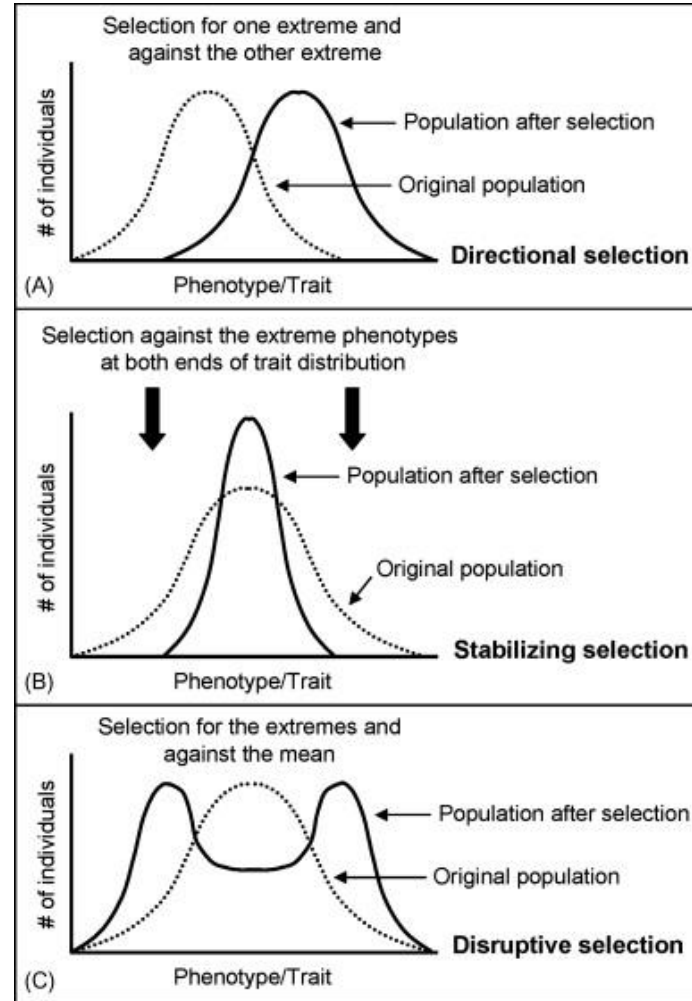 Selection for one extreme and
against the other extreme
# of individuals
Population after selection
Original population
Directional selection
(A)
Phenotype/Trait
Selection against the extreme phenotypes
at both ends of trait distribution
# of individuals
Population after selection
Original population
Stabilizing selection
(B)
Phenotype/Trait
Selection for the extremes and
against the mean
# of individuals
Population after selection
Original population
Disruptive selection
(C)
Phenotype/Trait